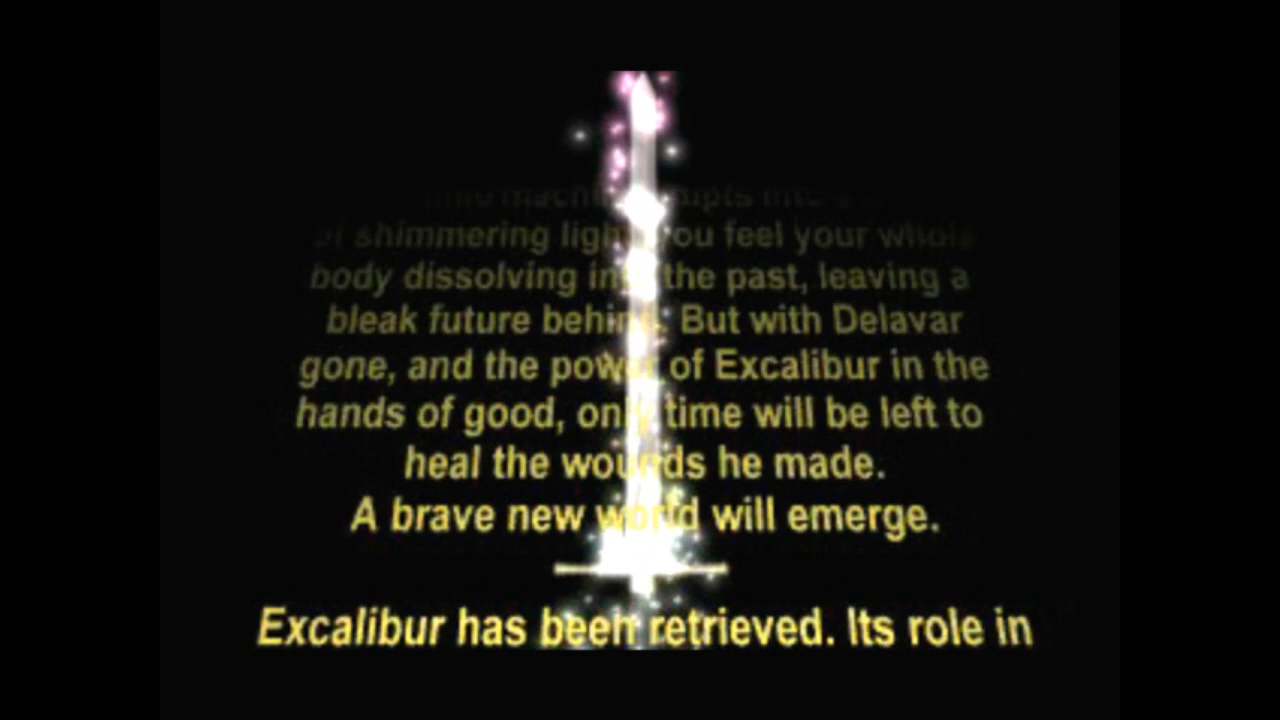 of shimmering light you feel your whole
body dissolving into the past, leaving a
bleak future behind. But with Delavar
gone, and the power of Excalibur in the
hands of good, only time will be left to
heal the wounds he made.
A brave new world will emerge.
Excalibur has been retrieved. Its role in